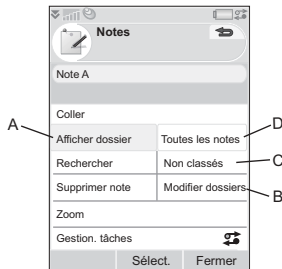 Notes
Note A
Coller
A
Afficher dossier
Toutes les notes
D
Rechercher
Non classés
C
Supprimer note
Modifier dossiers
B
Zoom
Gestion. tâches
Sélect.
Fermer